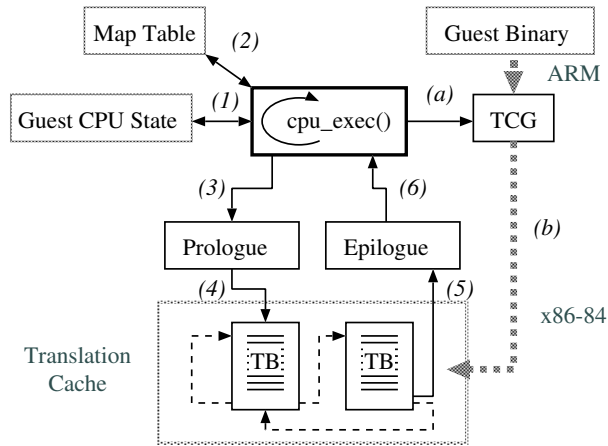 Map Table
(2)
Guest Binary
ARM
Guest CPU State
(1)
cpu_exec()
(a)
TCG
(3)
(6)
(b)
Prologue
Epilogue
(4)
(5)
x86-84
Translation
Cache
TB
TB